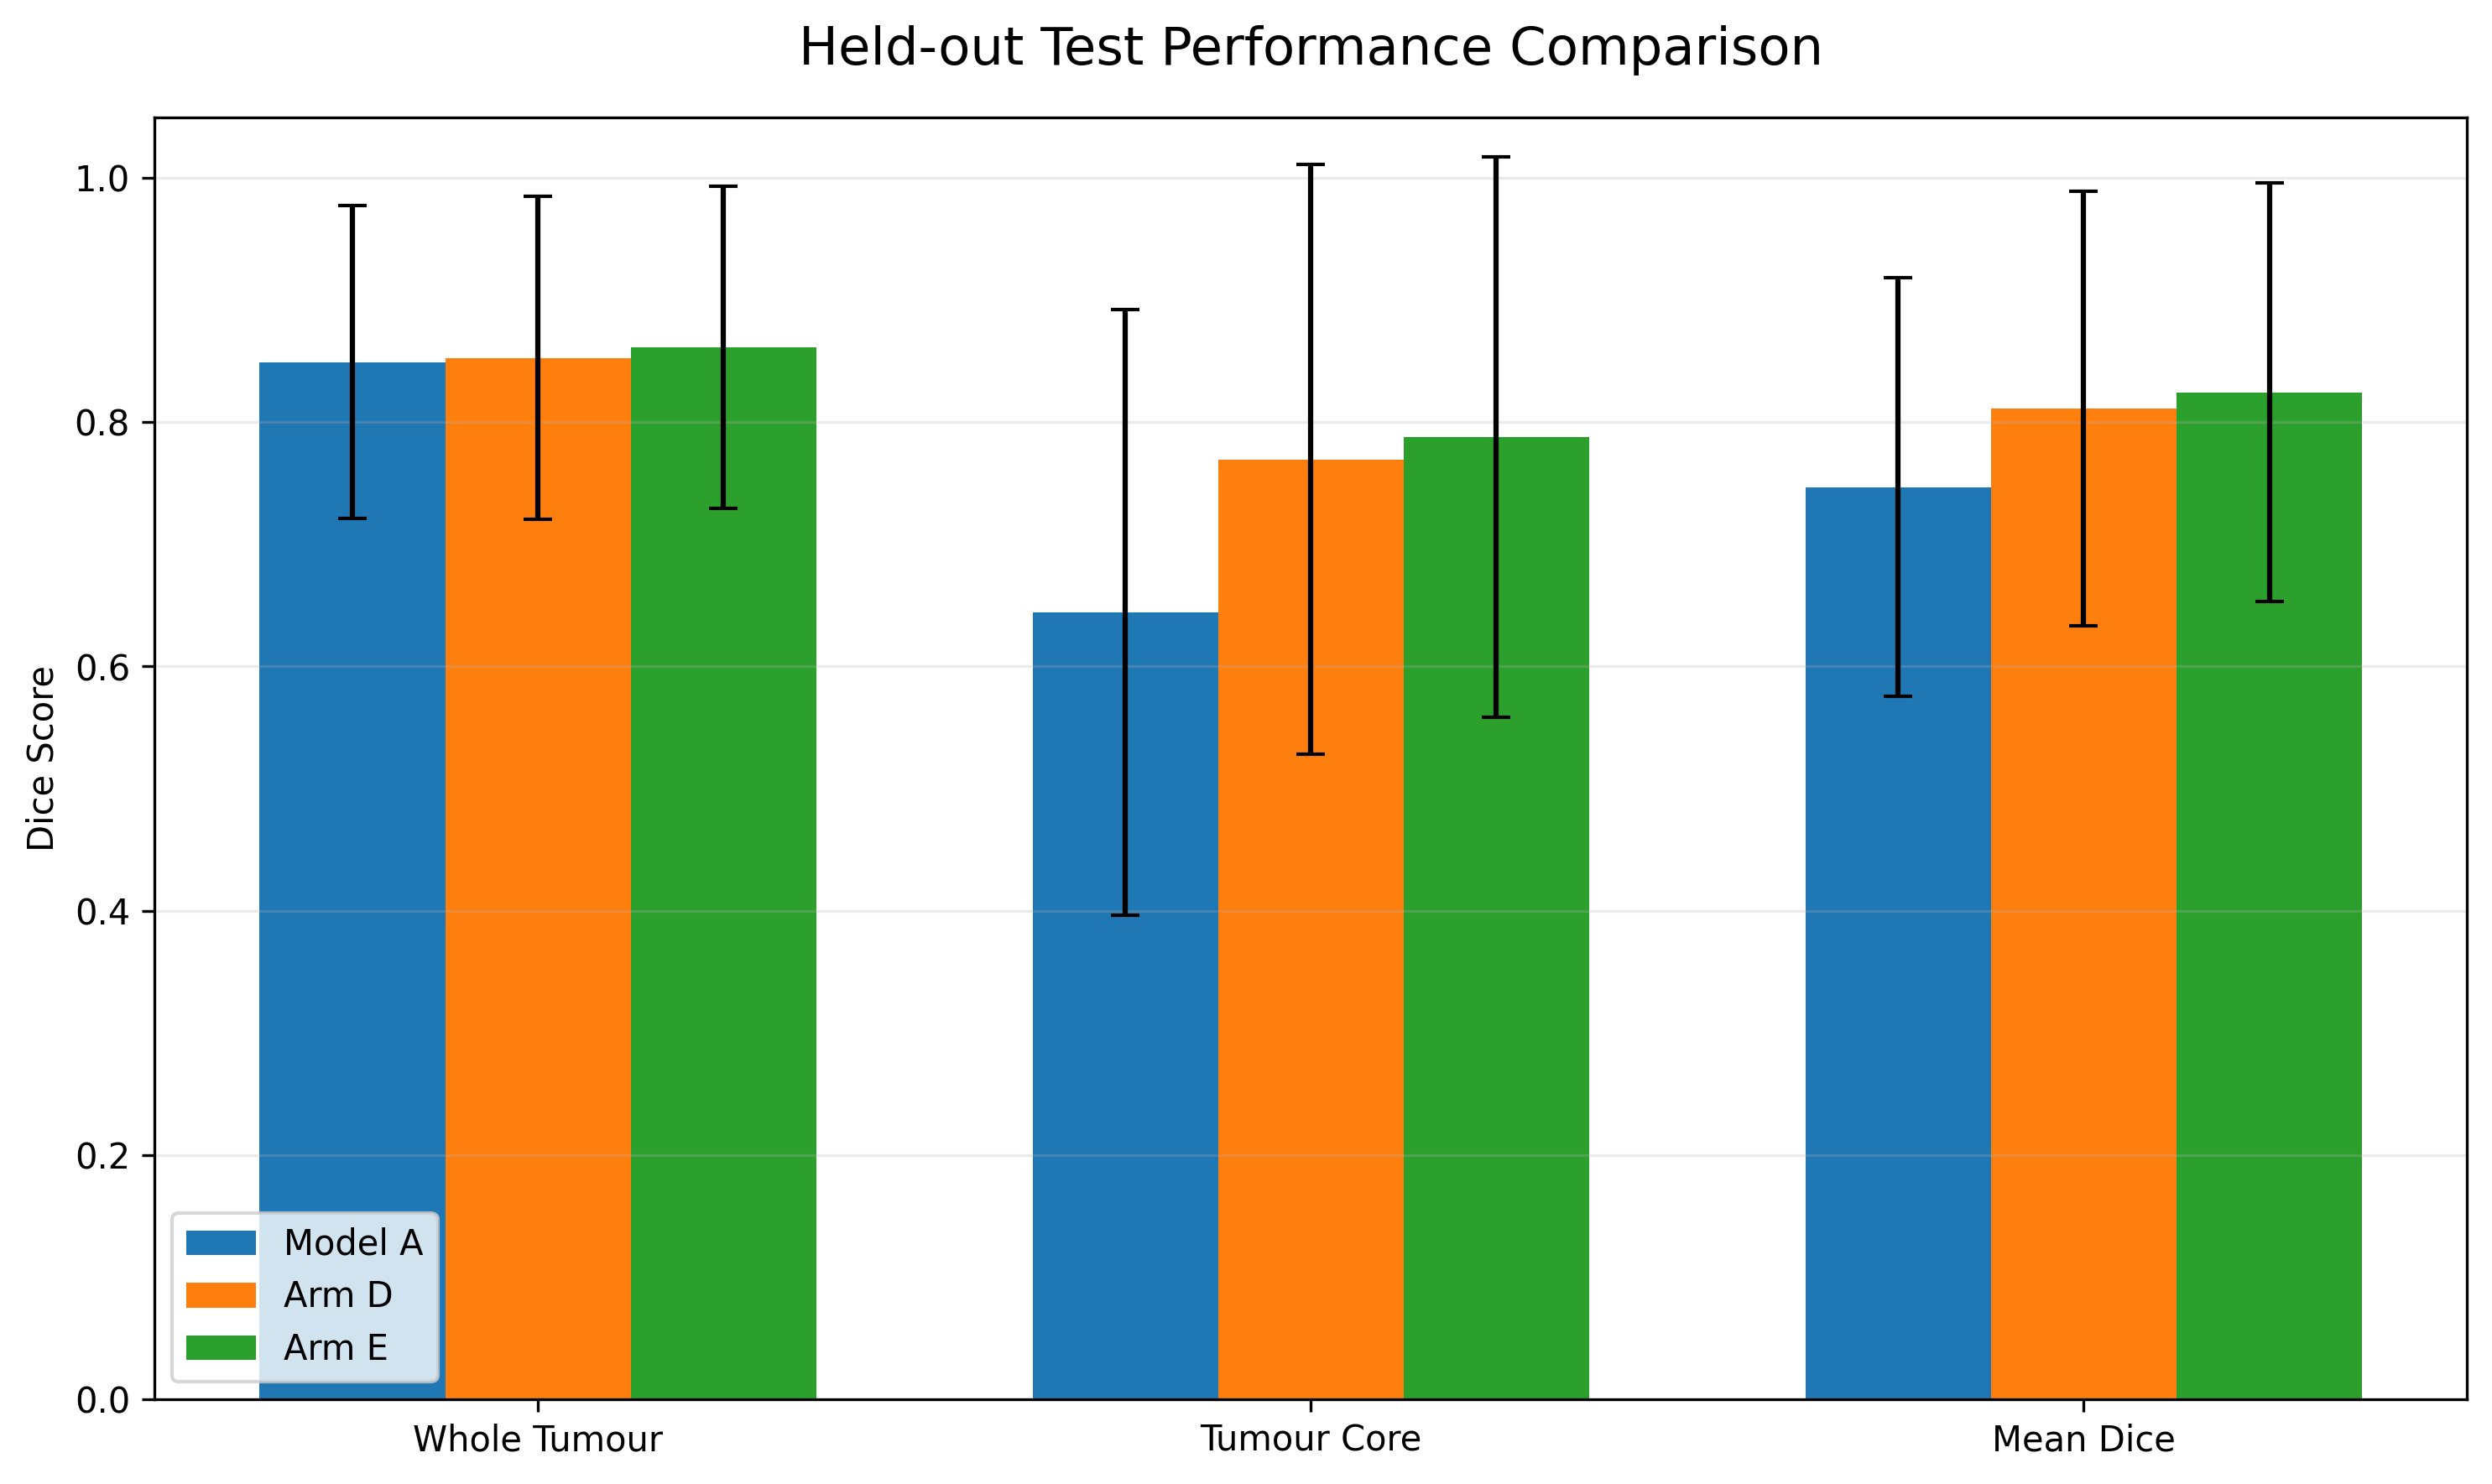 Held-out Test Performance Comparison
Dice Score
1.0
0.8
0.6
0.4
0.2
0.0
Model A
Arm D
Arm E
Whole Tumour
Tumour Core
Mean Dice